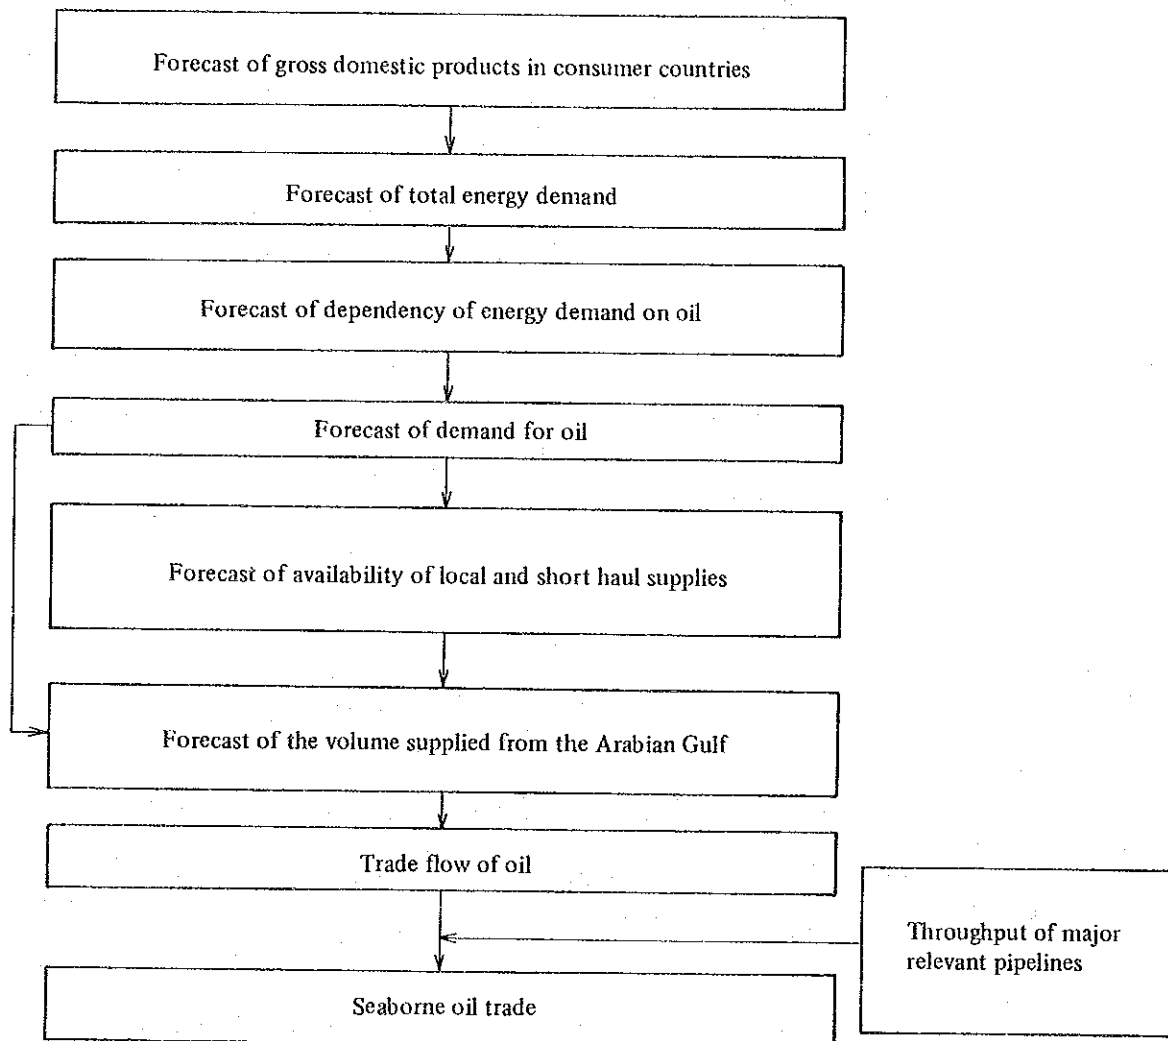 Forecast of gross domestic products in consumer countries
Forecast of total energy demand
Forecast of dependency of energy demand on oil
Forecast of demand for oil
Forecast of availability of local and short haul supplies
Forecast of the volume supplied from the Arabian Gulf
Trade flow of oil
Throughput of major
relevant pipelines
Seaborne oil trade